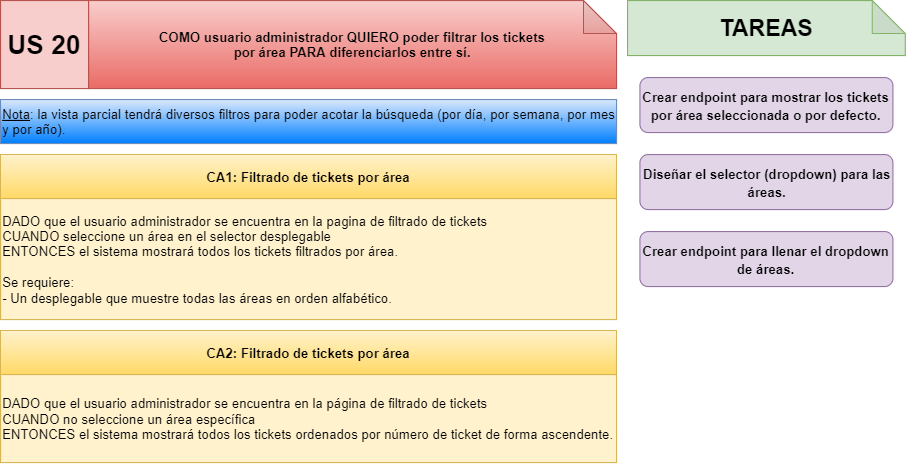 US 20
COMO usuario administrador QUIERO poder filtrar los tickets
por área PARA diferenciarlos entre sí.
Nota: la vista parcial tendrá diversos filtros para poder acotar la búsqueda (por día, por semana, por mes
y por año).
CA1: Filtrado de tickets por área
DADO que el usuario administrador se encuentra en la pagina de filtrado de tickets
CUANDO seleccione un área en el selector desplegable
ENTONCES el sistema mostrará todos los tickets filtrados por área.
Se requiere:
- Un desplegable que muestre todas las áreas en orden alfabético.
CA2: Filtrado de tickets por área
DADO que el usuario administrador se encuentra en la página de filtrado de tickets
CUANDO no seleccione un área específica
ENTONCES el sistema mostrará todos los tickets ordenados por número de ticket de forma ascendente.
TAREAS
Crear endpoint para mostrar los tickets
por área seleccionada o por defecto.
Diseñar el selector (dropdown) para las
áreas.
Crear endpoint para llenar el dropdown
de áreas.